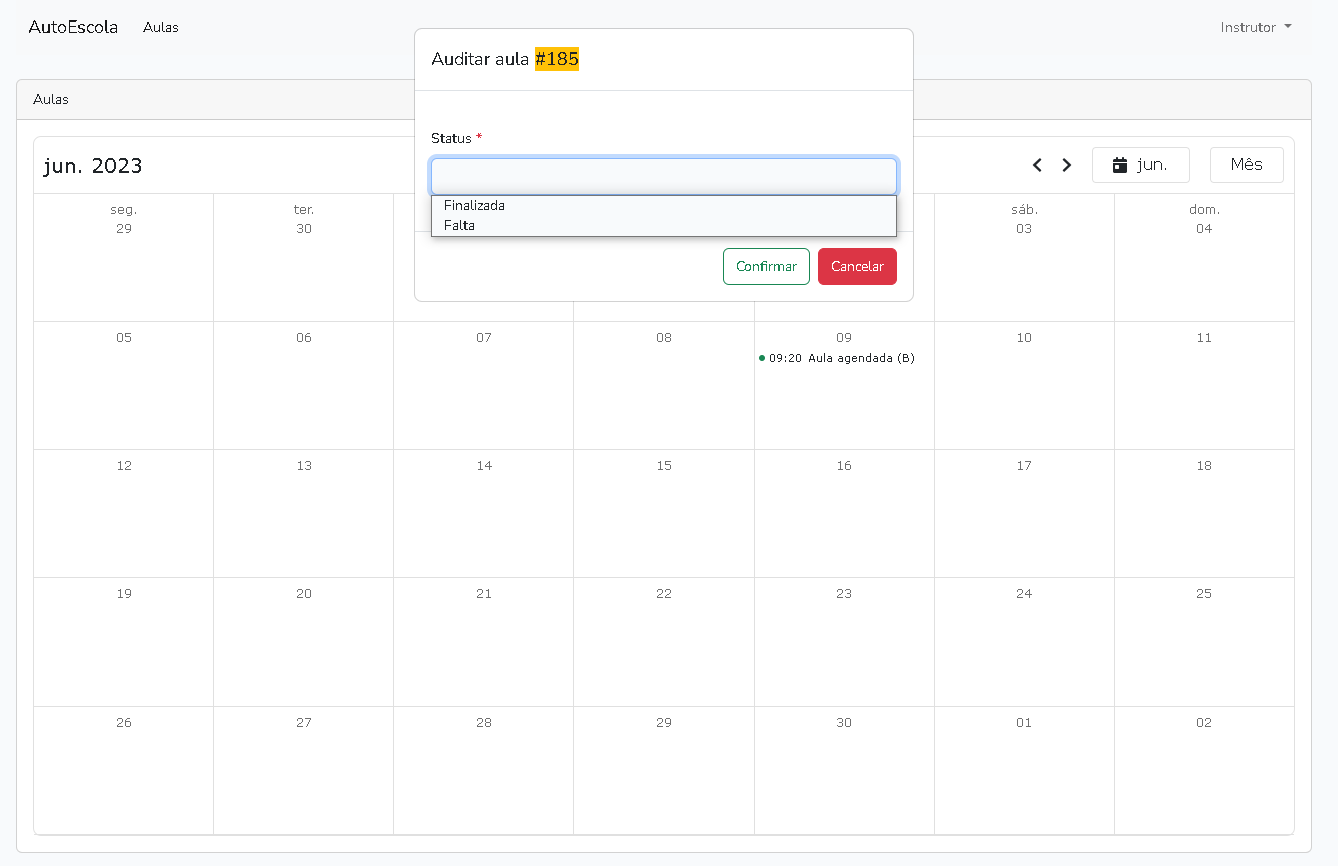 AutoEscola Aulas Instrutor
Auditar aula #185
Aulas
Status *
Finalizada
Falta
Confirmar Cancelar
jun. 2023 jun. Mês
seg. ter. sáb. dom.
29 30 03 04
05 06 07 08 09 10 11
09:20 Aula agendada (B)
12 13 14 15 16 17 18
19 20 21 22 23 24 25
26 27 28 29 30 01 02